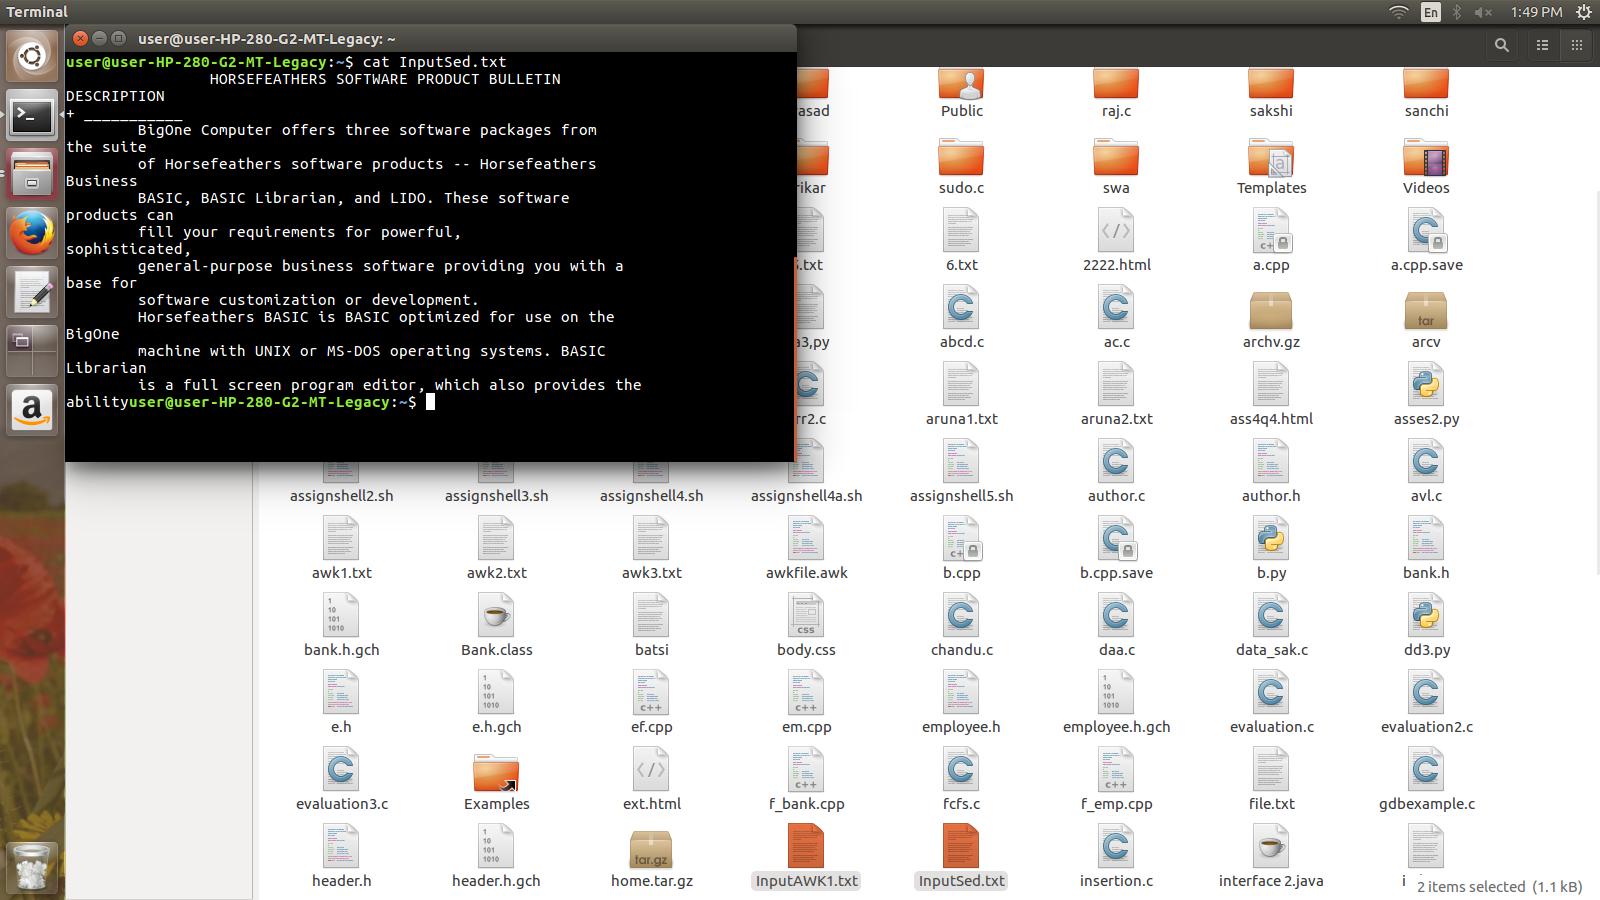 Terminal
En
1:49 PM
user@user-HP-280-G2-MT-Legacy: ~
user@user-HP-280-G2-MT-Legacy:~$ cat InputSed.txt
HORSEFEATHERS SOFTWARE PRODUCT BULLETIN
DESCRIPTION
+ ___________
BigOne Computer offers three software packages from
the suite
of Horsefeathers software products -- Horsefeathers
Business
BASIC, BASIC Librarian, and LIDO. These software
products can
fill your requirements for powerful,
sophisticated,
general-purpose business software providing you with a
base for
software customization or development.
Horsefeathers BASIC is BASIC optimized for use on the
BigOne
machine with UNIX or MS-DOS operating systems. BASIC
Librarian
is a full screen program editor, which also provides the
abilityuser@user-HP-280-G2-MT-Legacy:~$
asad Public raj.c sakshi sanchi
rikar sudo.c swa Templates Videos
.txt 6.txt 2222.html a.cpp a.cpp.save
a3,py abcd.c ac.c archv.gz arcv
rr2.c aruna1.txt aruna2.txt ass4q4.html asses2.py
assignshell2.sh assignshell3.sh assignshell4.sh assignshell4a.sh assignshell5.sh author.c author.h avl.c
awk1.txt awk2.txt awk3.txt awkfile.awk b.cpp b.cpp.save b.py bank.h
bank.h.gch Bank.class batsi body.css chandu.c daa.c data_sak.c dd3.py
e.h e.h.gch ef.cpp em.cpp employee.h employee.h.gch evaluation.c evaluation2.c
evaluation3.c Examples ext.html f_bank.cpp fcfs.c f_emp.cpp file.txt gdbexample.c
header.h header.h.gch home.tar.gz InputAWK1.txt InputSed.txt insertion.c interface 2.java i
2 items selected (1.1 kB)